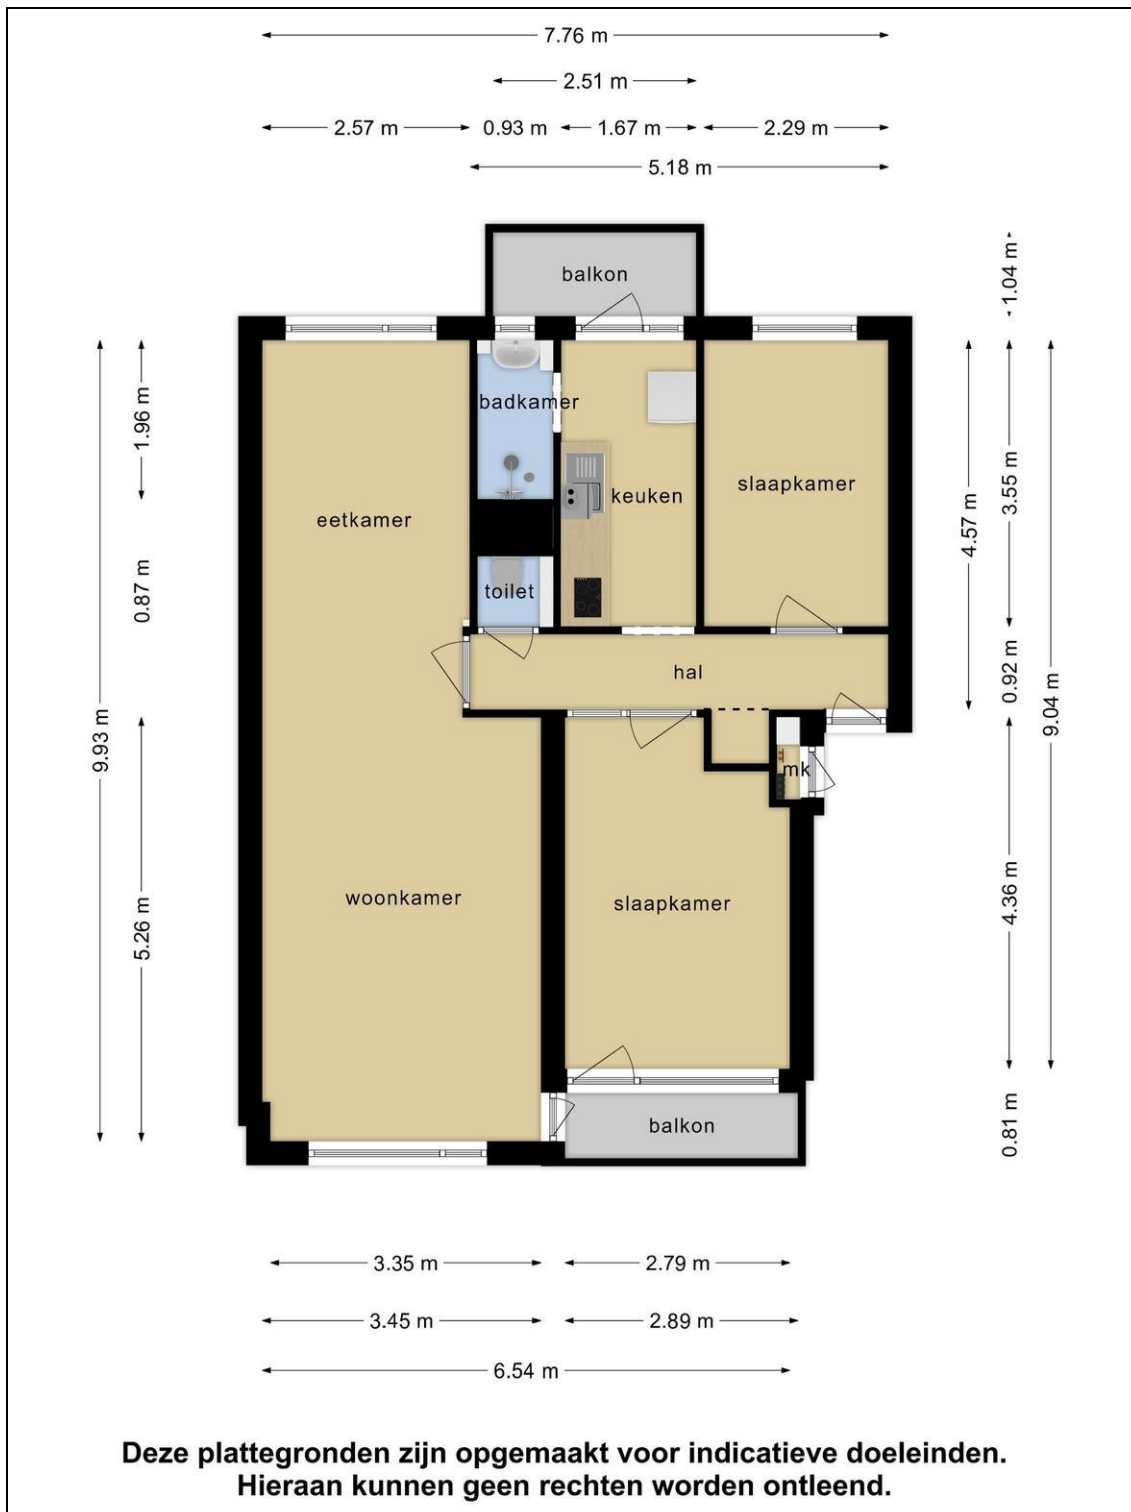 7.76 m
2.51 m
2.57 m 0.93 m 1.67 m 2.29 m
5.18 m
balkon
1.04 m
1.96 m
badkamer
slaapkamer
keuken
3.55 m
4.57 m
eetkamer
0.87 m
toilet
hal
0.92 m
9.04 m
9.93 m
mk
woonkamer
slaapkamer
4.36 m
5.26 m
balkon
0.81 m
3.35 m 2.79 m
3.45 m 2.89 m
6.54 m
Deze plattegronden zijn opgemaakt voor indicatieve doeleinden.
Hieraan kunnen geen rechten worden ontleend.